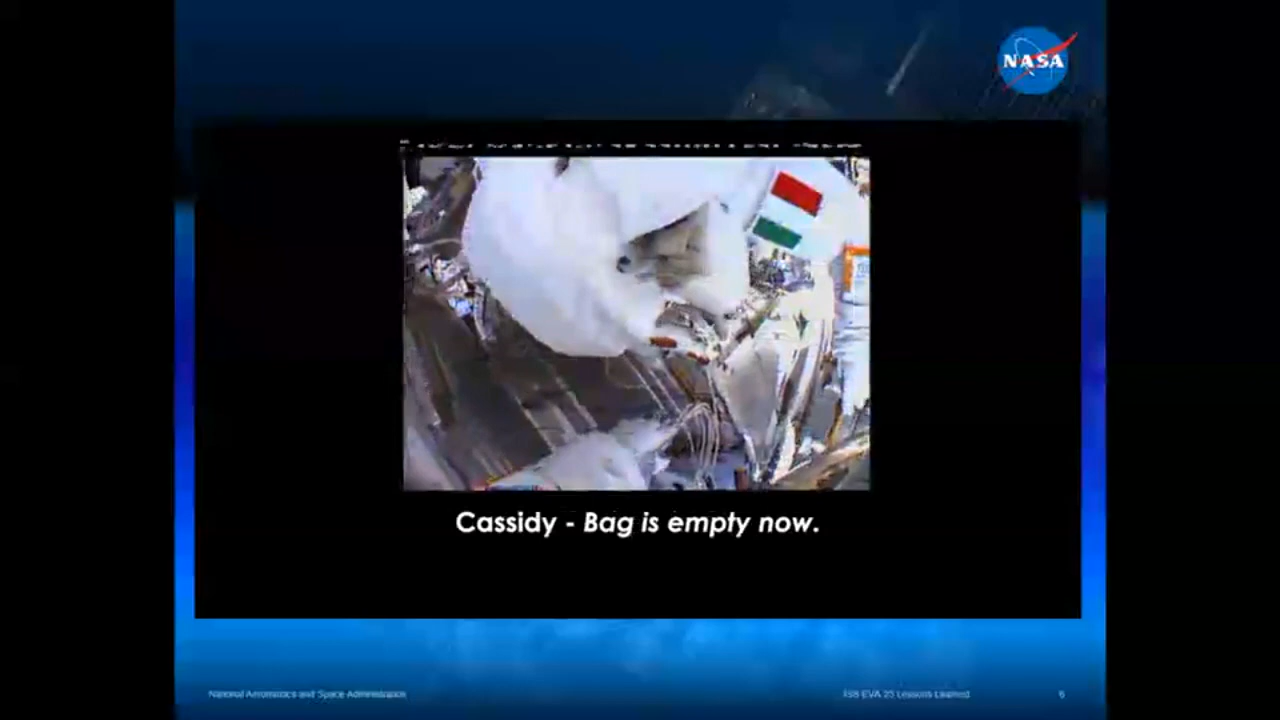 NASA
Cassidy - Bag is empty now.
National Aeronautics and Space Administration
ISS EVA 23 Lessons Learned
6